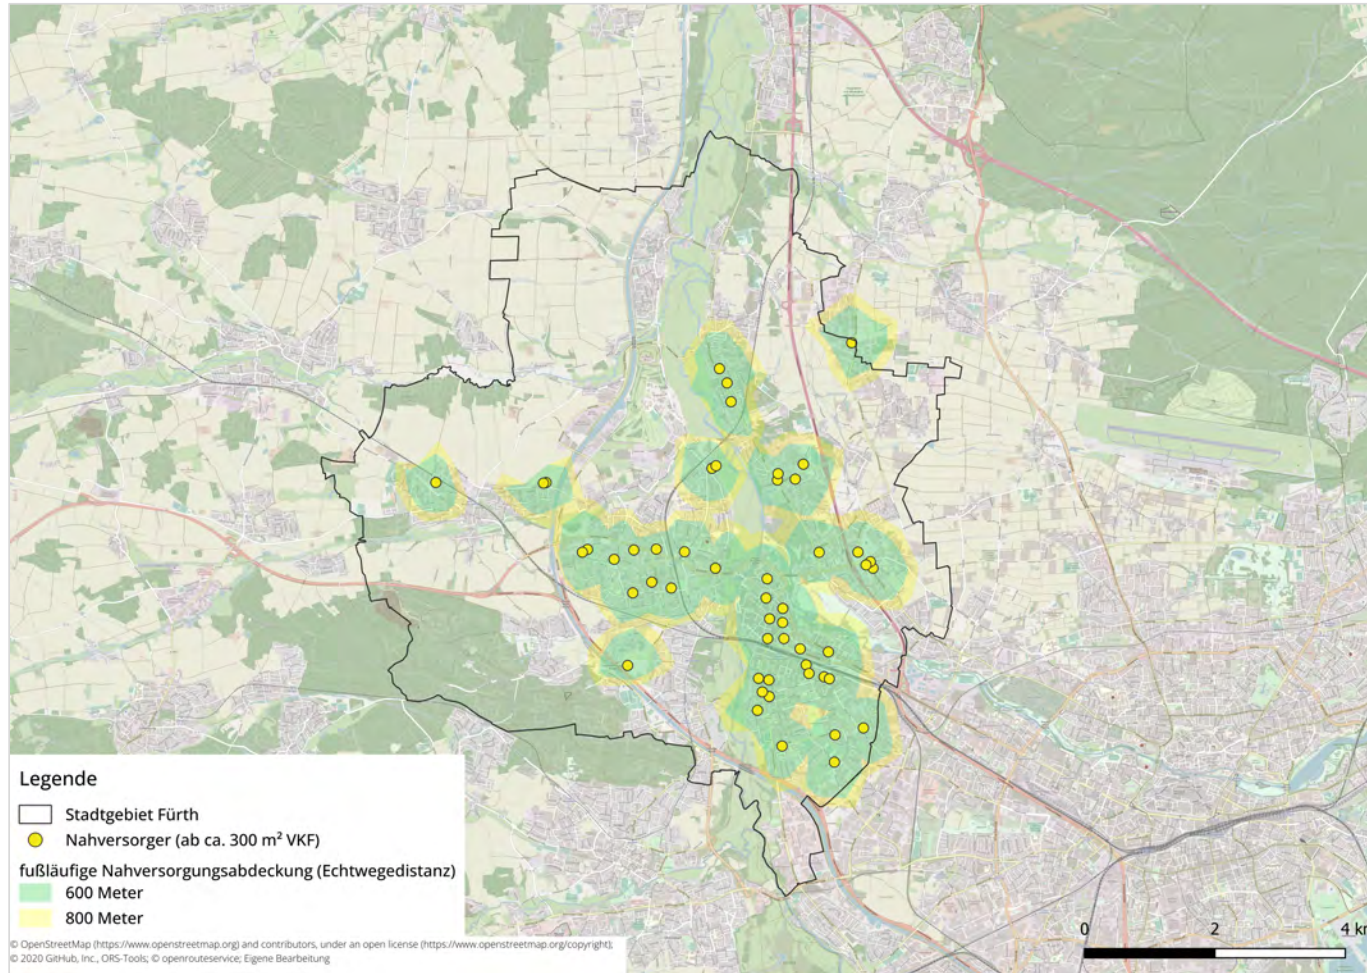 Legende
Stadtgebiet Fürth
Nahversorger (ab ca. 300 m² VKF)
fußläufige Nahversorgungsabdeckung (Echtwegedistanz)
600 Meter
800 Meter
© OpenStreetMap (https://www.openstreetmap.org) and contributors, under an open license (https://www.openstreetmap.org/copyright);
© 2020 GitHub, Inc., ORS-Tools; © openrouteservice; Eigene Bearbeitung
0 2 4 km